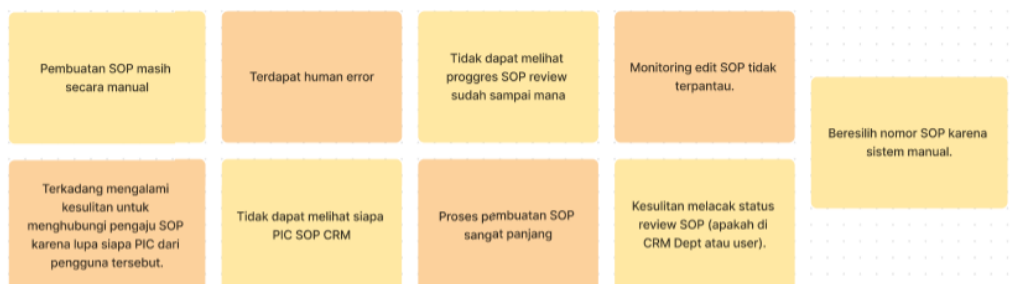 Pembuatan SOP masih
secara manual
Terdapat human error
Tidak dapat melihat
proggres SOP review
sudah sampai mana
Monitoring edit SOP tidak
terpantau.
Beresilih nomor SOP karena
sistem manual.
Terkadang mengalami
kesulitan untuk
menghubungi pengaju SOP
karena lupa siapa PIC dari
pengguna tersebut.
Tidak dapat melihat siapa
PIC SOP CRM
Proses pembuatan SOP
sangat panjang
Kesulitan melacak status
review SOP (apakah di
CRM Dept atau user).